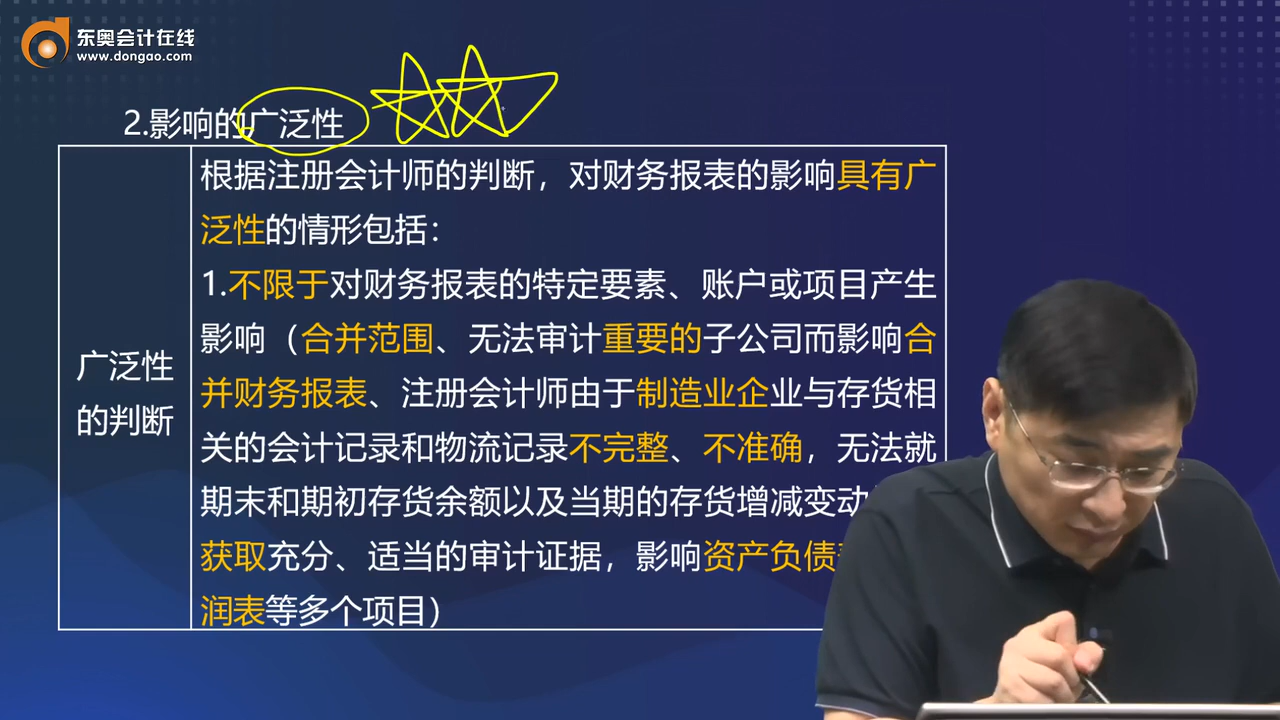 东奥会计在线
www.dongao.com
2.影响的广泛性
根据注册会计师的判断，对财务报表的影响具有广
泛性的情形包括：
1.不限于对财务报表的特定要素、账户或项目产生
影响（合并范围、无法审计重要的子公司而影响合
并财务报表、注册会计师由于制造业企业与存货相
广泛性
的判断
关的会计记录和物流记录不完整、不准确，无法就
期末和期初存货余额以及当期的存货增减变动
获取充分、适当的审计证据，影响资产负债
润表等多个项目）